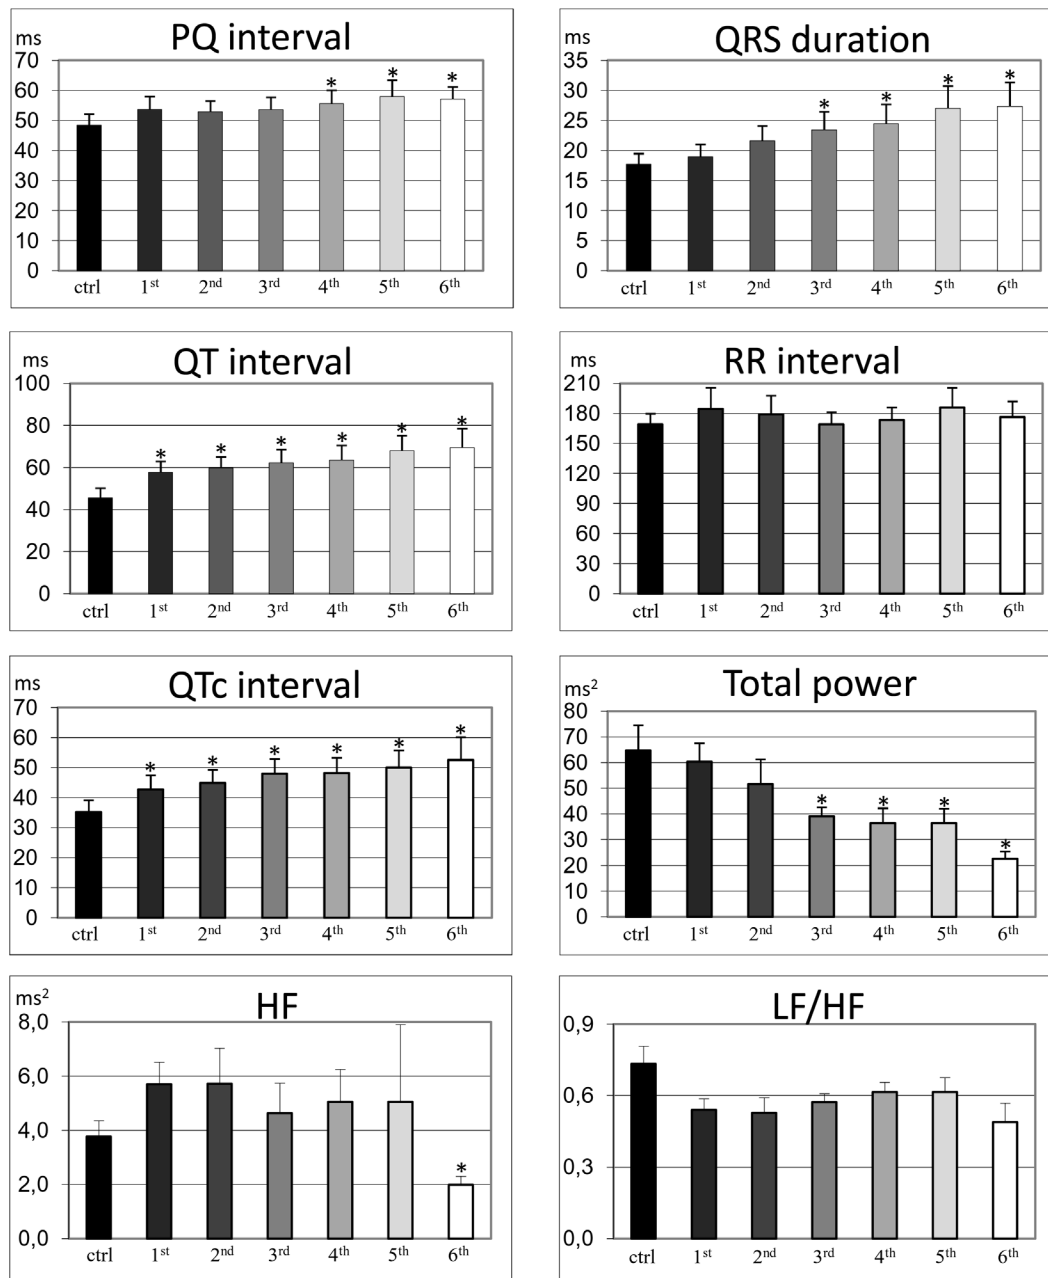 PQ interval
ms
70
60
50
40
30
20
10
0
* * *
ctrl 1st 2nd 3rd 4th 5th 6th
QRS duration
ms
35
30
25
20
15
10
5
0
* * * *
ctrl 1st 2nd 3rd 4th 5th 6th
QT interval
ms
100
80
60
40
20
0
* * * * * *
ctrl 1st 2nd 3rd 4th 5th 6th
RR interval
ms
210
180
150
120
90
60
30
0
ctrl 1st 2nd 3rd 4th 5th 6th
QTc interval
ms
70
60
50
40
30
20
10
0
* * * * * *
ctrl 1st 2nd 3rd 4th 5th 6th
Total power
ms²
80
70
60
50
40
30
20
10
0
* * * *
ctrl 1st 2nd 3rd 4th 5th 6th
HF
ms²
8,0
6,0
4,0
2,0
0,0
*
ctrl 1st 2nd 3rd 4th 5th 6th
LF/HF
0,9
0,6
0,3
0,0
ctrl 1st 2nd 3rd 4th 5th 6th